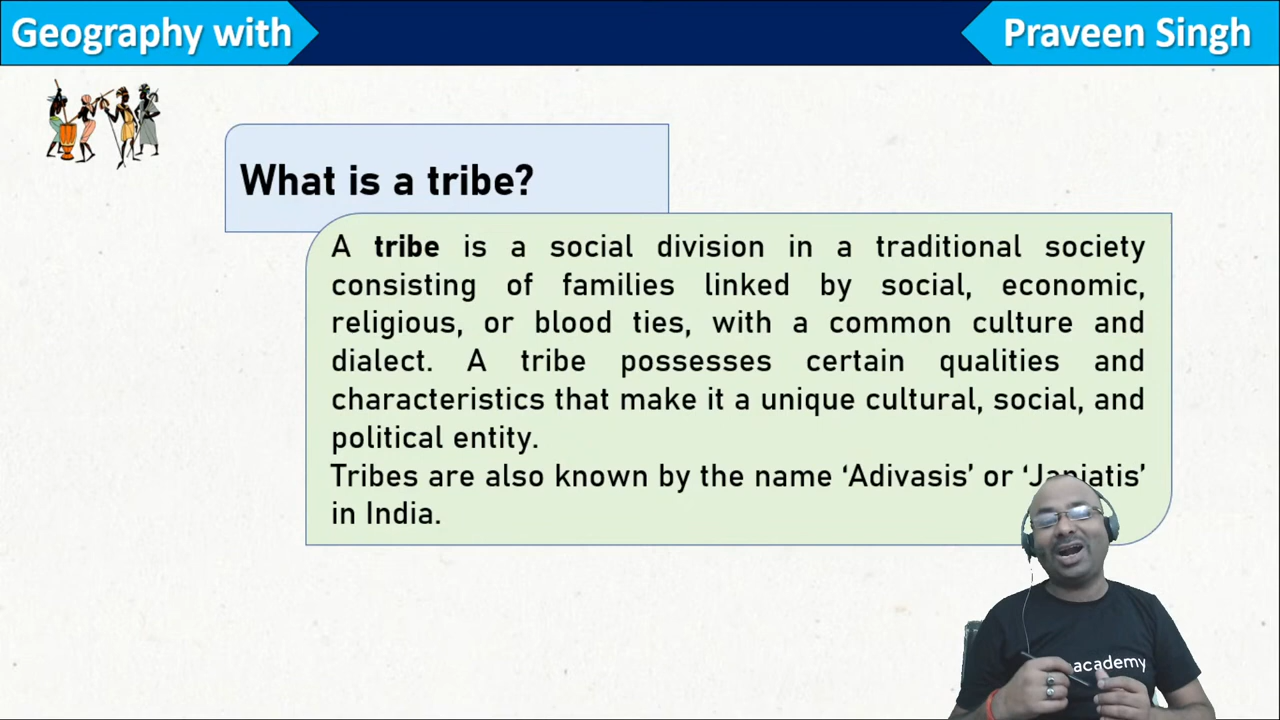 Geography with
Praveen Singh
What is a tribe?
A tribe is a social division in a traditional society
consisting of families linked by social, economic,
religious, or blood ties, with a common culture and
dialect. A tribe possesses certain qualities and
characteristics that make it a unique cultural, social, and
political entity.
Tribes are also known by the name ‘Adivasis’ or ‘Janjatis’
in India.
academy